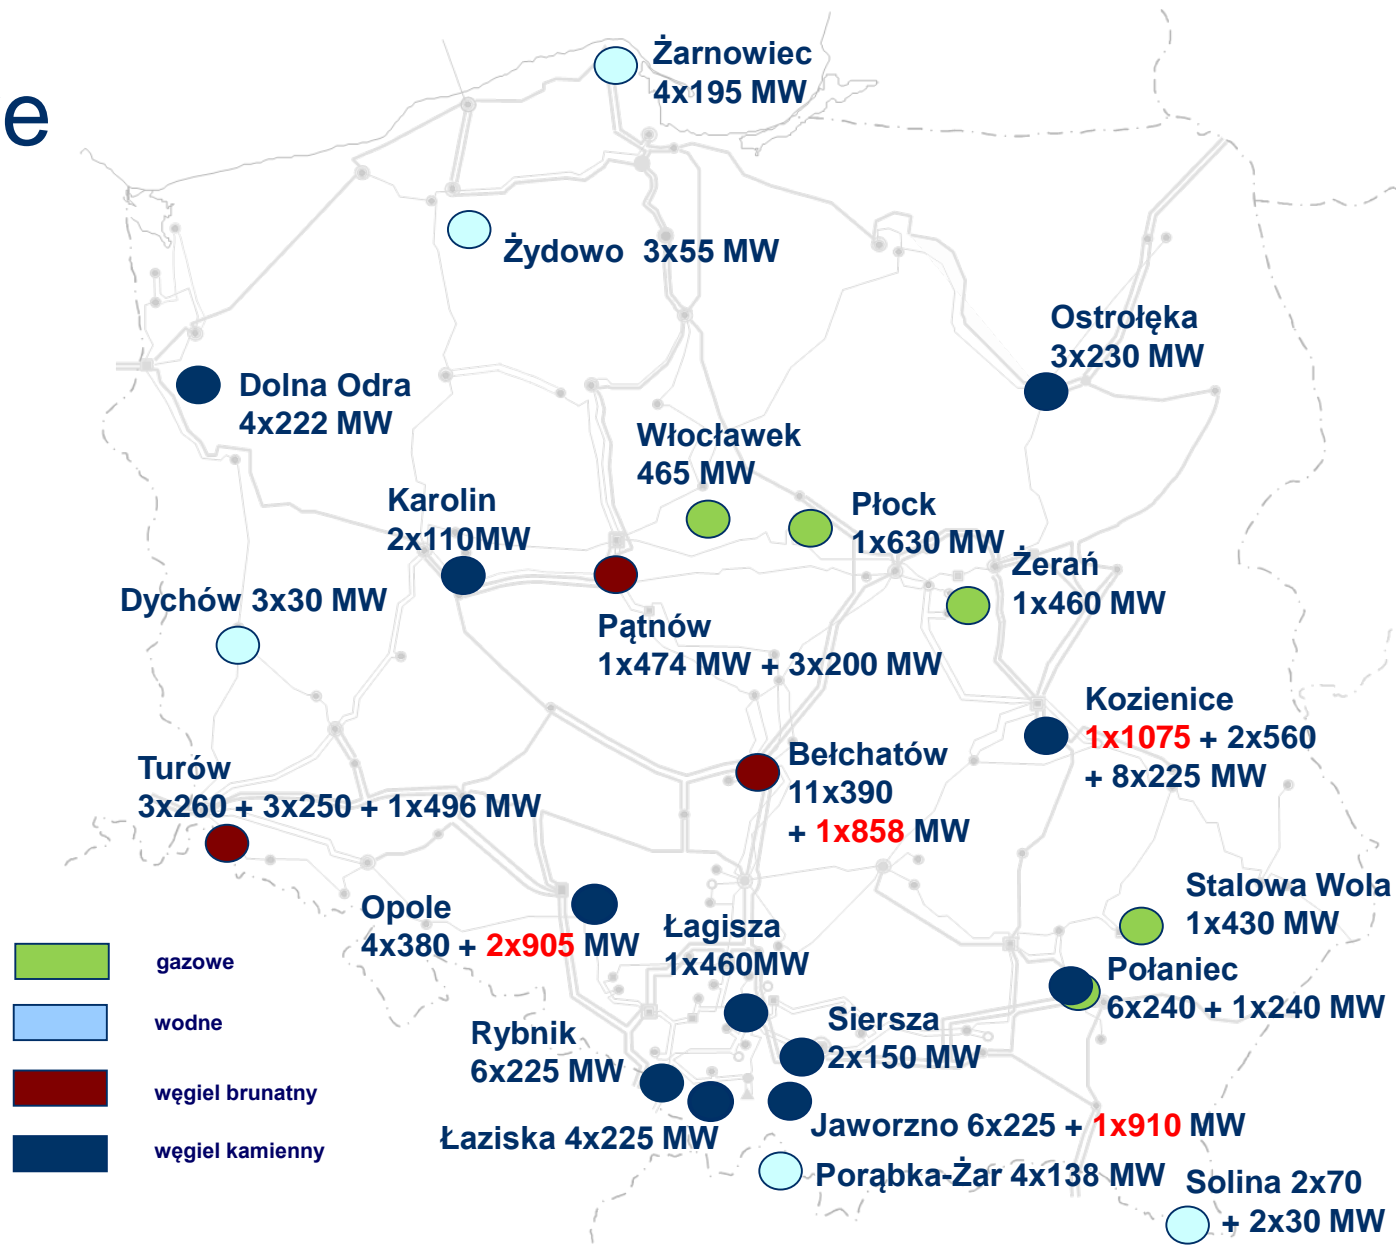 e
Żarnowiec
4x195 MW
Żydowo 3x55 MW
Ostrołęka
3x230 MW
Dolna Odra
4x222 MW
Włocławek
465 MW
Karolin
2x110MW
Płock
1x630 MW
Żerań
1x460 MW
Dychów 3x30 MW
Pątnów
1x474 MW + 3x200 MW
Kozienice
1x1075 + 2x560
+ 8x225 MW
Turów
3x260 + 3x250 + 1x496 MW
Bełchatów
11x390
+ 1x858 MW
Stalowa Wola
1x430 MW
Opole
4x380 + 2x905 MW
Łagisza
1x460MW
Połaniec
6x240 + 1x240 MW
gazowe
wodne
węgiel brunatny
węgiel kamienny
Rybnik
6x225 MW
Siersza
2x150 MW
Łaziska 4x225 MW
Jaworzno 6x225 + 1x910 MW
Porąbka-Żar 4x138 MW
Solina 2x70
+ 2x30 MW